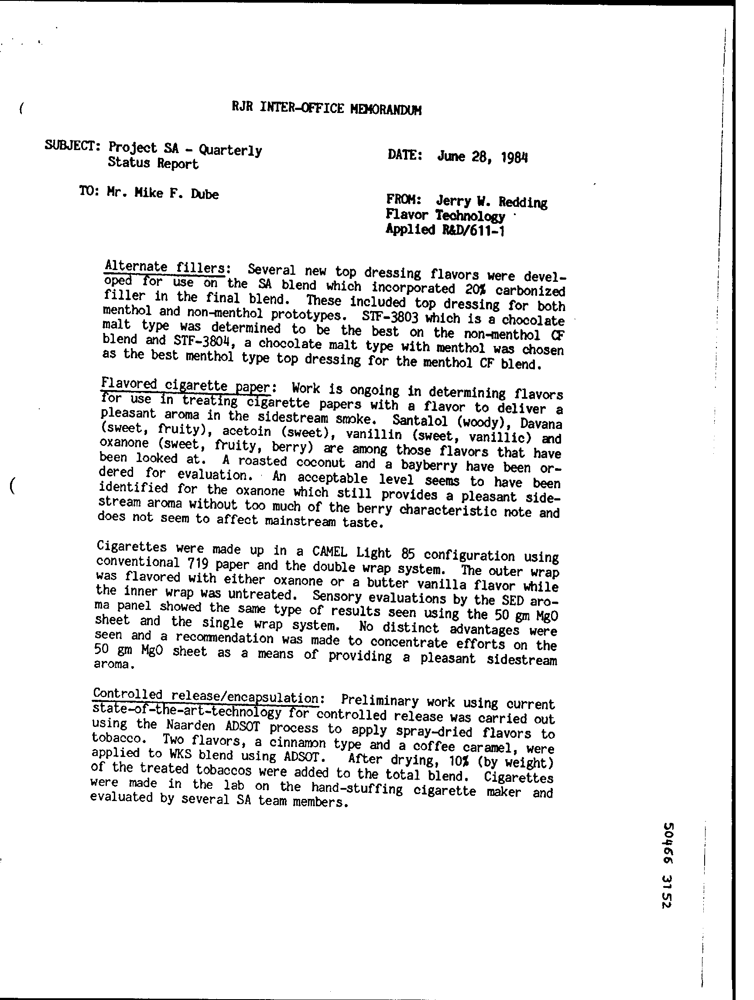 RJR INTER-OFFICE MEMORANDUM
SUBJECT: Project SA - Quarterly
Status Report
DATE: June 28, 1984
TO: Mr. Mike F. Dube
FROM: Jerry W. Redding
Flavor Technology
Applied R&D/611-1
Alternate fillers: Several new top dressing flavors were devel-
oped for use on the SA blend which incorporated 20% carbonized
filler in the final blend. These included top dressing for both
menthol and non-menthol prototypes. STF-3803 which is a chocolate
malt type was determined to be the best on the non-menthol CF
blend and STF-3804, a chocolate malt type with menthol was chosen
as the best menthol type top dressing for the menthol CF blend.
Flavored cigarette paper: Work is ongoing in determining flavors
for use in treating cigarette papers with a flavor to deliver a
pleasant aroma in the sidestream smoke. Santalol (woody), Davana
(sweet, fruity), acetoin (sweet), vanillin (sweet, vanillic) and
oxanone (sweet, fruity, berry) are among those flavors that have
been looked at. A roasted coconut and a bayberry have been or-
dered for evaluation. An acceptable level seems to have been
identified for the oxanone which still provides a pleasant side-
stream aroma without too much of the berry characteristic note and
does not seem to affect mainstream taste.
Cigarettes were made up in a CAMEL Light 85 configuration using
conventional 719 paper and the double wrap system. The outer wrap
was flavored with either oxanone or a butter vanilla flavor while
the inner wrap was untreated. Sensory evaluations by the SED aro-
ma panel showed the same type of results seen using the 50 gm MgO
sheet and the single wrap system. No distinct advantages were
seen and a recommendation was made to concentrate efforts on the
50 gm MgO sheet as a means of providing a pleasant sidestream
aroma.
Controlled release/encapsulation: Preliminary work using current
state-of-the-art-technology for controlled release was carried out
using the Naarden ADSOT process to apply spray-dried flavors to
tobacco. Two flavors, a cinnamon type and a coffee caramel, were
applied to WKS blend using ADSOT. After drying, 10% (by weight)
of the treated tobaccos were added to the total blend. Cigarettes
were made in the lab on the hand-stuffing cigarette maker and
evaluated by several SA team members.
50466 3152